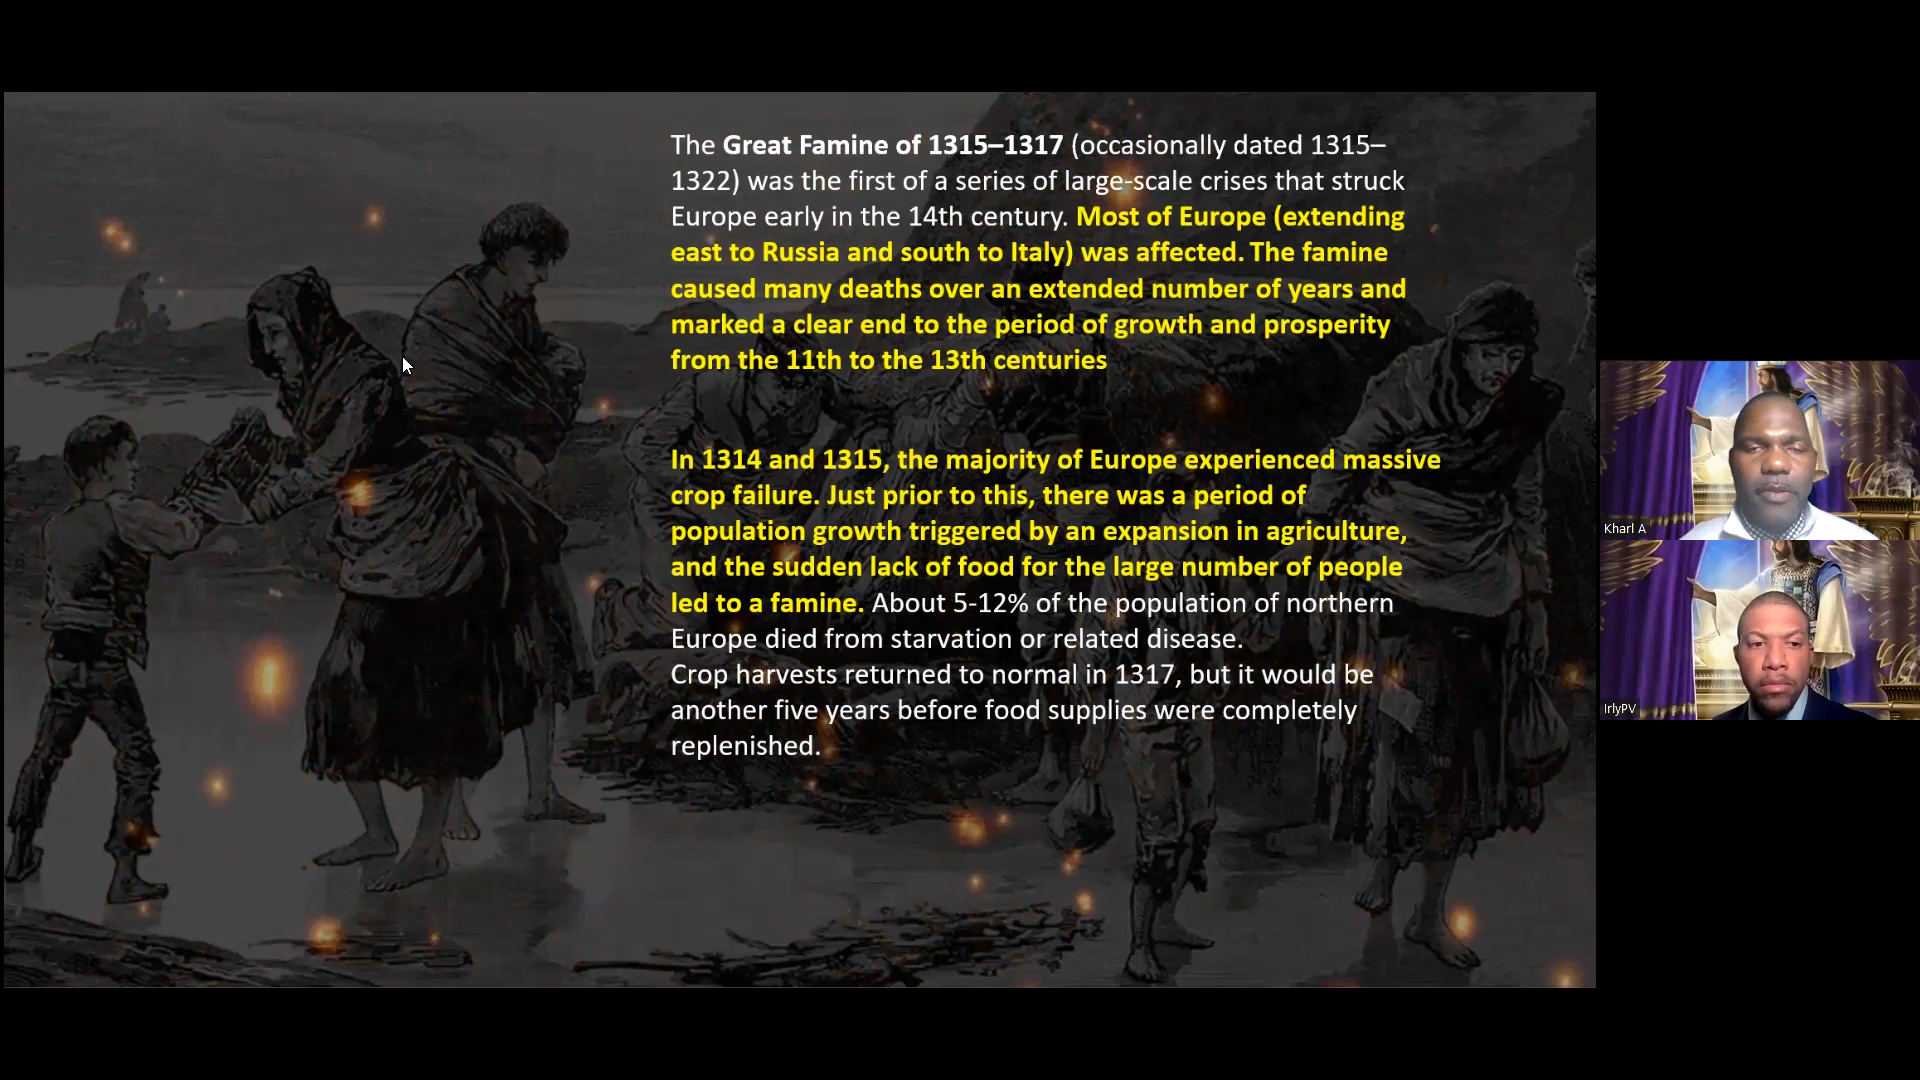 The Great Famine of 1315–1317 (occasionally dated 1315–
1322) was the first of a series of large-scale crises that struck
Europe early in the 14th century. Most of Europe (extending
east to Russia and south to Italy) was affected. The famine
caused many deaths over an extended number of years and
marked a clear end to the period of growth and prosperity
from the 11th to the 13th centuries
In 1314 and 1315, the majority of Europe experienced massive
crop failure. Just prior to this, there was a period of
population growth triggered by an expansion in agriculture,
and the sudden lack of food for the large number of people
led to a famine. About 5-12% of the population of northern
Europe died from starvation or related disease.
Crop harvests returned to normal in 1317, but it would be
another five years before food supplies were completely
replenished.
Kharl A
IrlyPV